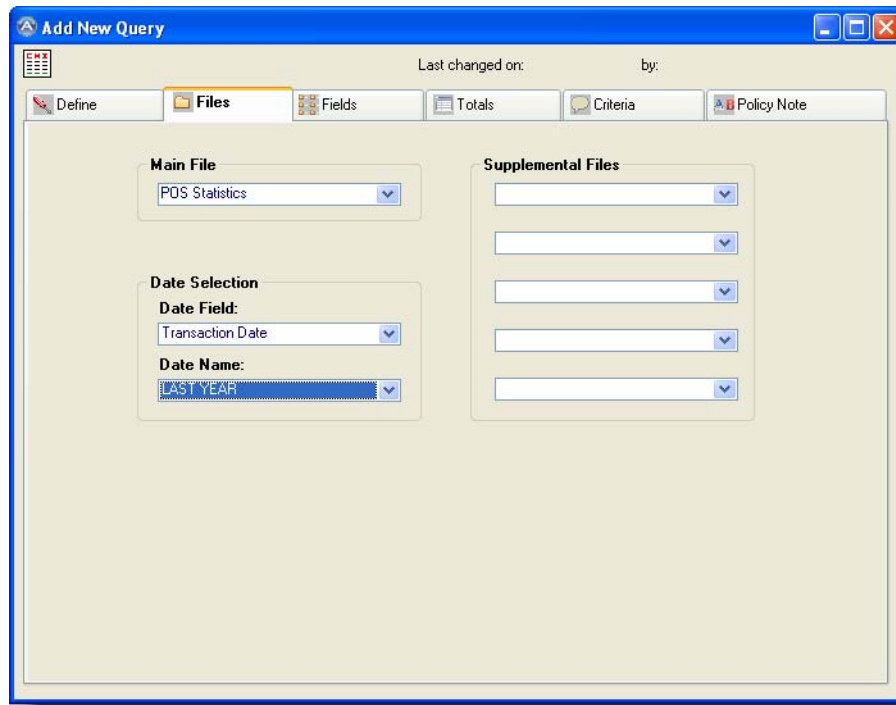 Add New Query
Last changed on: by:
Define Files Fields Totals Criteria Policy Note
Main File
POS Statistics
Date Selection
Date Field:
Transaction Date
Date Name:
LAST YEAR
Supplemental Files